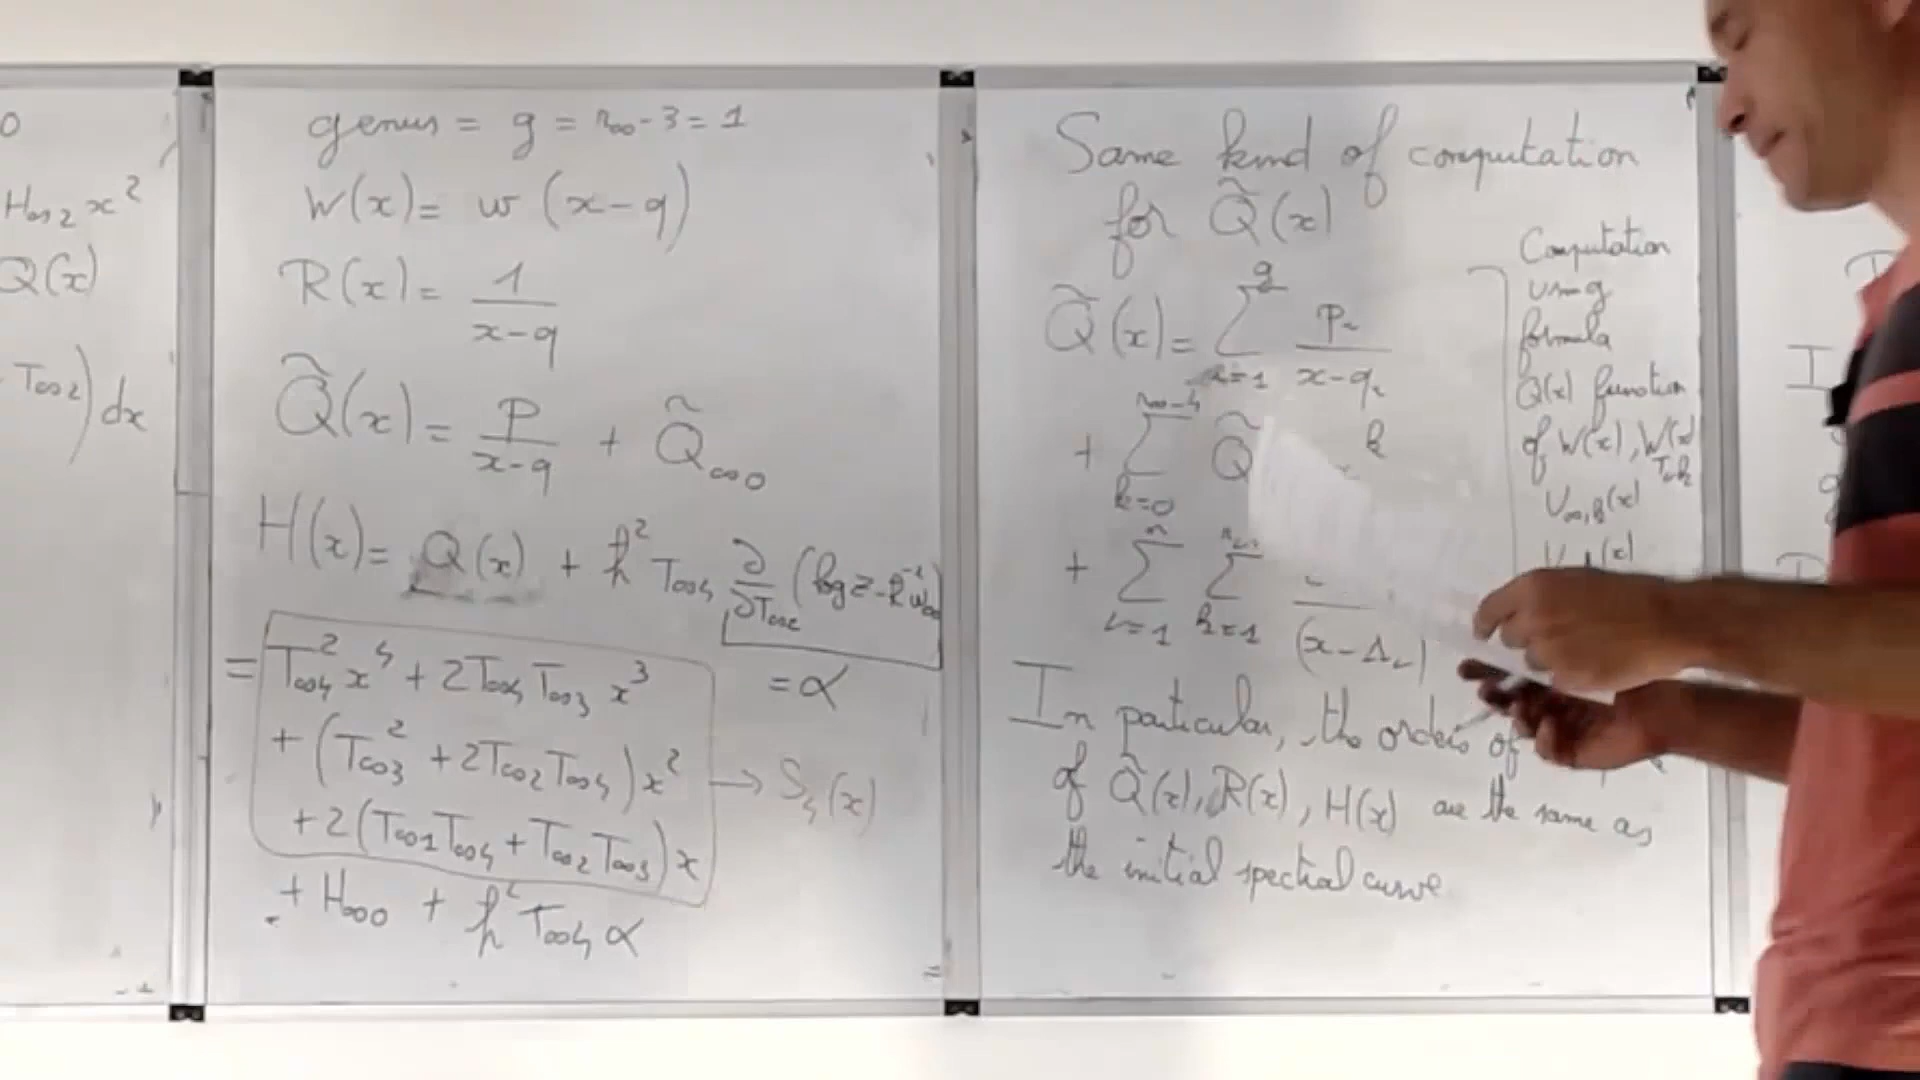 0
H∞2 x²
Q(x)
T∞2) dx
genus = g = r∞ - 3 = 1
W(x) = w (x-q)
R(x) = 1/(x-q)
Q̃(x) = p/(x-q) + Q̃∞0
H(x) = Q(x) + ħ² T∞4 ∂/∂T∞2 (log z - ħ⁻¹
= α
= T∞4² x⁴ + 2T∞4 T∞3 x³
+ (T∞3² + 2T∞2 T∞4) x²
→ S4(x)
+ 2(T∞1 T∞4 + T∞2 T∞3) x
+ H∞0 + ħ² T∞4 α
Same kind of computation
for Q̃(x)
Q̃(x) = Σ_{i=1}^{g} p_i/(x-q_i)
+ Σ_{k=0}^{r∞-4} Q̃ k
+ Σ_{i=1}^{n} Σ_{k=1} (x-Λ_i)
Computation
using
formula
Q(x) function
of W(x), W(x)
V∞,k(x)
(x)
In particular, the orders of
of Q̃(x), R(x), H(x) are the same as
the initial spectral curve
I